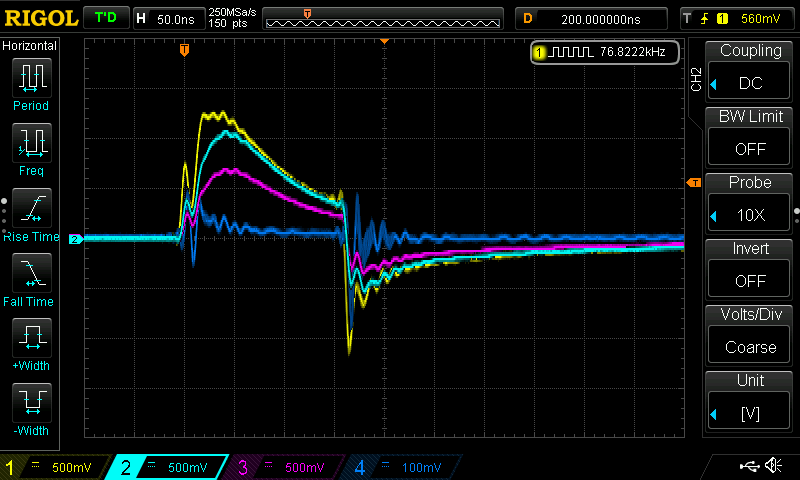 RIGOL T'D H 50.0ns 250MSa/s 150 pts D 200.000000ns T 1 560mV
Horizontal
Period
Freq
Rise Time
Fall Time
+Width
-Width
T
1 76.8222kHz
2
T
CH2
Coupling
DC
BW Limit
OFF
Probe
10X
Invert
OFF
Volts/Div
Coarse
Unit
[V]
1 500mV 2 500mV 3 500mV 4 100mV